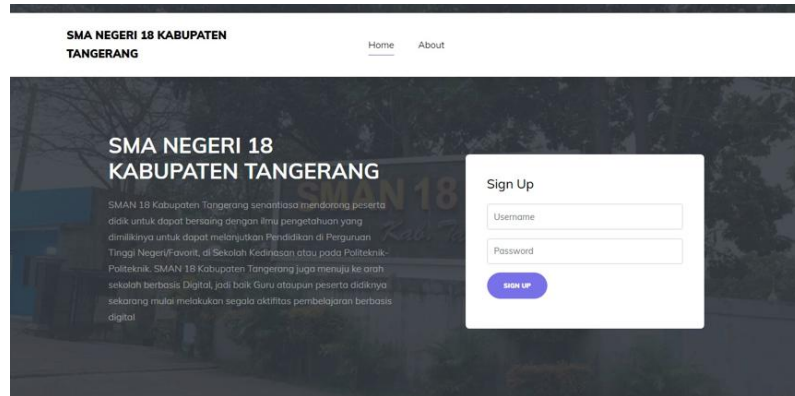 SMA NEGERI 18 KABUPATEN
TANGERANG
Home About
SMA NEGERI 18
KABUPATEN TANGERANG
SMAN 18 Kabupaten Tangerang senantiasa mendorong peserta
didik untuk dapat bersaing dengan ilmu pengetahuan yang
dimilikinya untuk dapat melanjutkan Pendidikan di Perguruan
Tinggi Negeri/Favorit, di Sekolah Kedinasan atau pada Politeknik-
Politeknik. SMAN 18 Kabupaten Tangerang juga menuju ke arah
sekolah berbasis Digital, jadi baik Guru ataupun peserta didiknya
sekarang mulai melakukan segala aktifitas pembelajaran berbasis
digital
SMAN 18
Sign Up
Username
Password
SIGN UP